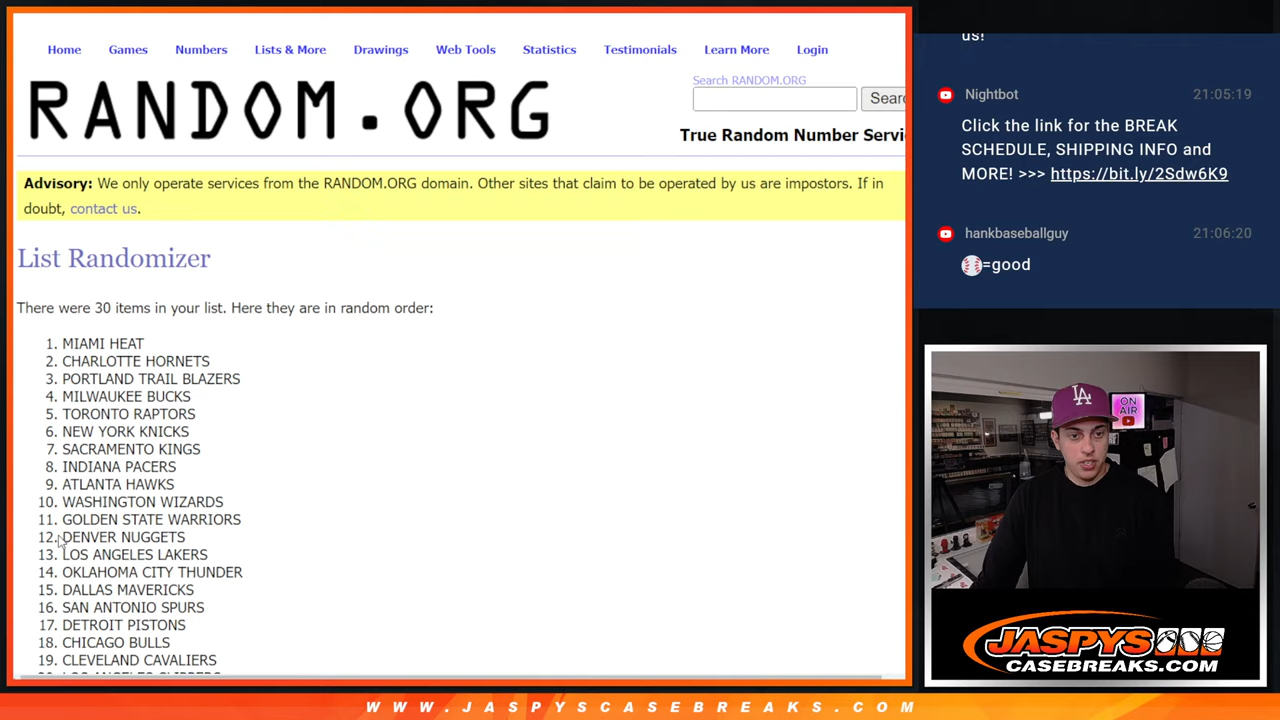 Home Games Numbers Lists & More Drawings Web Tools Statistics Testimonials Learn More Login
RANDOM.ORG
Search RANDOM.ORG
True Random Number Servi
Advisory: We only operate services from the RANDOM.ORG domain. Other sites that claim to be operated by us are impostors. If in
doubt, contact us.
List Randomizer
There were 30 items in your list. Here they are in random order:
1. MIAMI HEAT
2. CHARLOTTE HORNETS
3. PORTLAND TRAIL BLAZERS
4. MILWAUKEE BUCKS
5. TORONTO RAPTORS
6. NEW YORK KNICKS
7. SACRAMENTO KINGS
8. INDIANA PACERS
9. ATLANTA HAWKS
10. WASHINGTON WIZARDS
11. GOLDEN STATE WARRIORS
12. DENVER NUGGETS
13. LOS ANGELES LAKERS
14. OKLAHOMA CITY THUNDER
15. DALLAS MAVERICKS
16. SAN ANTONIO SPURS
17. DETROIT PISTONS
18. CHICAGO BULLS
19. CLEVELAND CAVALIERS
us!
Nightbot 21:05:19
Click the link for the BREAK
SCHEDULE, SHIPPING INFO and
MORE! >>> https://bit.ly/2Sdw6K9
hankbaseballguy 21:06:20
⚾=good
LA
ON
AIR
JASPYS
CASEBREAKS.COM
WWW.JASPYSCASEBREAKS.COM